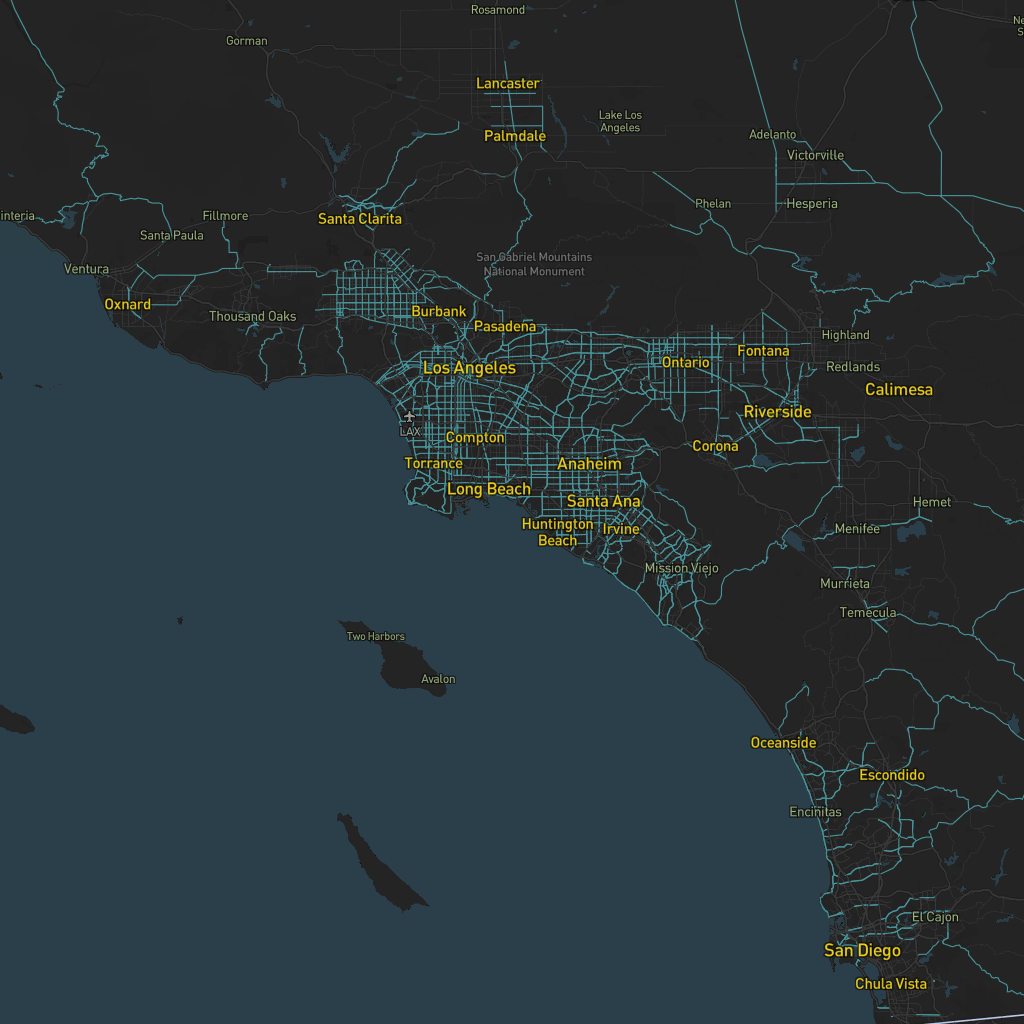 Rosamond
Ne
S
Gorman
Lancaster
Lake Los
Angeles
Palmdale
Adelanto
Victorville
Phelan
Hesperia
interia
Fillmore
Santa Clarita
Santa Paula
San Gabriel Mountains
National Monument
Ventura
Oxnard
Thousand Oaks
Burbank
Pasadena
Highland
Fontana
Ontario
Redlands
Los Angeles
Calimesa
Riverside
LAX
Compton
Corona
Torrance
Anaheim
Long Beach
Santa Ana
Hemet
Huntington
Beach
Irvine
Menifee
Mission Viejo
Murrieta
Temecula
Two Harbors
Avalon
Oceanside
Escondido
Encinitas
El Cajon
San Diego
Chula Vista